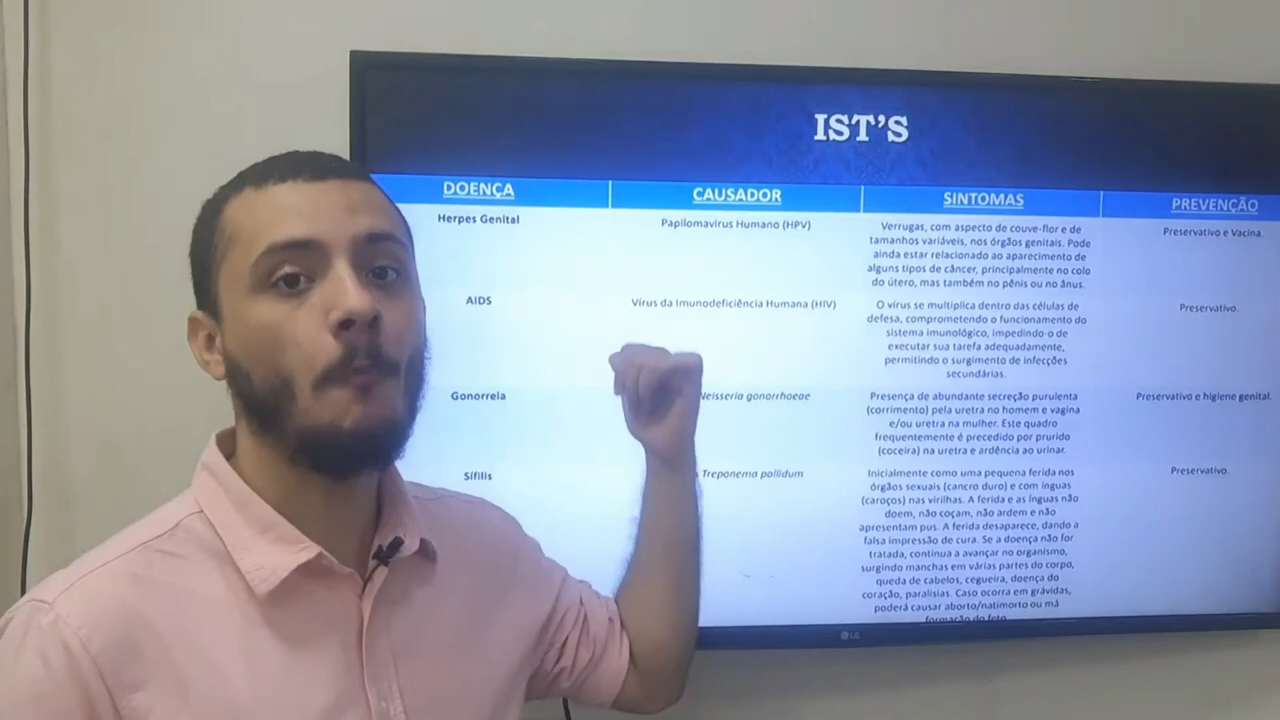 IST'S
DOENÇA
CAUSADOR
SINTOMAS
PREVENÇÃO
Herpes Genital
Papilomavirus Humano (HPV)
Verrugas, com aspecto de couve-flor e de
tamanhos variáveis, nos órgãos genitais. Pode
ainda estar relacionado ao aparecimento de
alguns tipos de câncer, principalmente no colo
do útero, mas também no pênis ou no ânus.
Preservativo e Vacina.
AIDS
Vírus da Imunodeficiência Humana (HIV)
O vírus se multiplica dentro das células de
defesa, comprometendo o funcionamento do
sistema imunológico, impedindo-o de
executar sua tarefa adequadamente,
permitindo o surgimento de infecções
secundárias.
Preservativo.
Gonorreia
Neisseria gonorrhoeae
Presença de abundante secreção purulenta
(corrimento) pela uretra no homem e vagina
e/ou uretra na mulher. Este quadro
frequentemente é precedido por prurido
(coceira) na uretra e ardência ao urinar.
Preservativo e higiene genital.
Sífilis
Treponema pallidum
Inicialmente como uma pequena ferida nos
órgãos sexuais (cancro duro) e com ínguas
(caroços) nas virilhas. A ferida e as ínguas não
doem, não coçam, não ardem e não
apresentam pus. A ferida desaparece, dando a
falsa impressão de cura. Se a doença não for
tratada, continua a avançar no organismo,
surgindo manchas em várias partes do corpo,
queda de cabelos, cegueira, doença do
coração, paralisias. Caso ocorra em grávidas,
poderá causar aborto/natimorto ou má
formação do feto
Preservativo.
LG